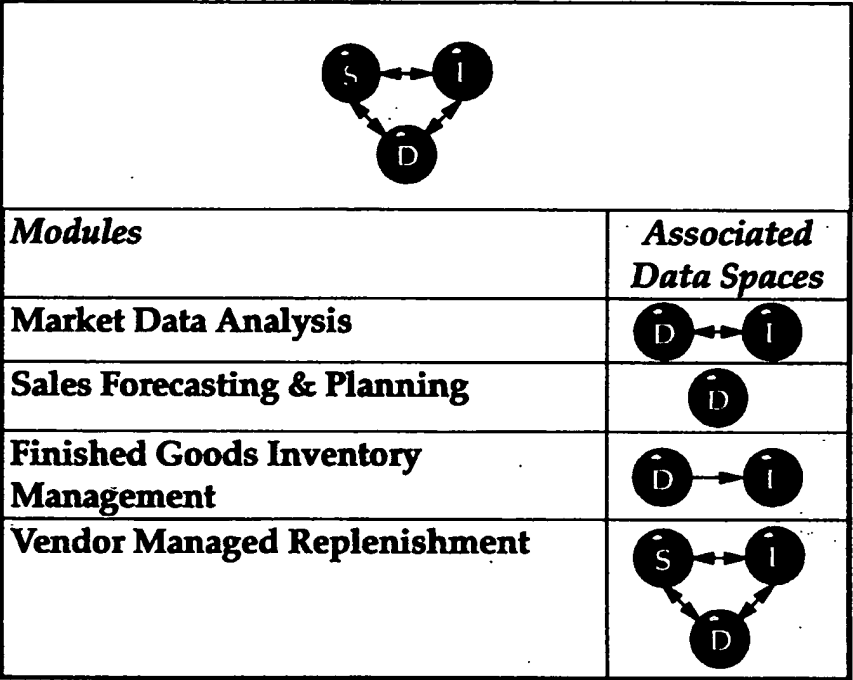 S I
D
Modules
Associated
Data Spaces
Market Data Analysis
D I
Sales Forecasting & Planning
D
Finished Goods Inventory
Management
D I
Vendor Managed Replenishment
S I
D